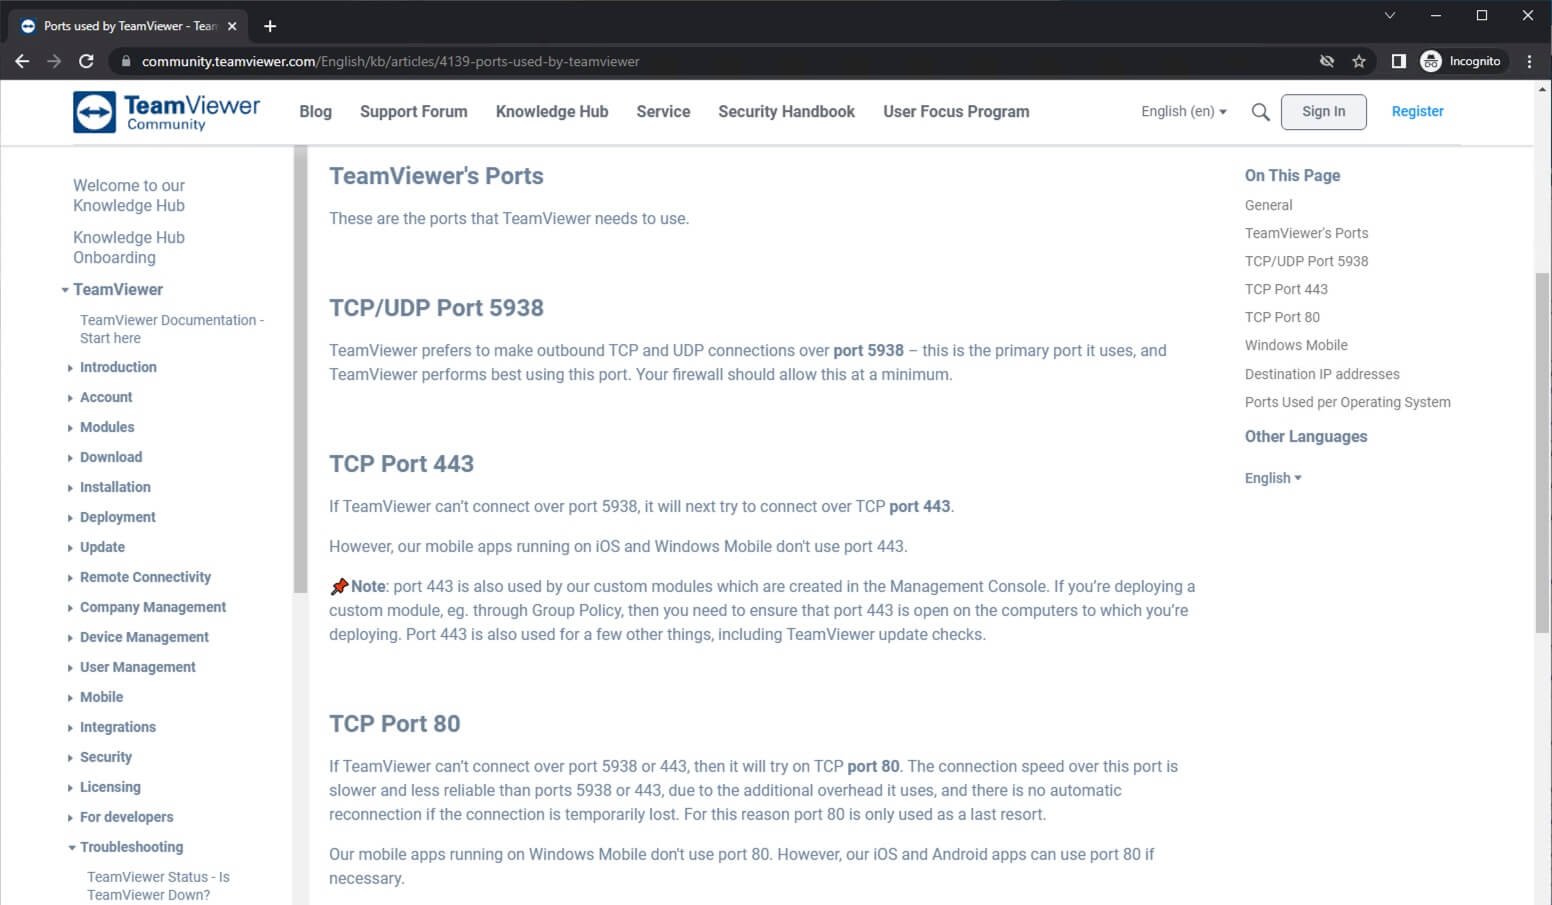 Ports used by TeamViewer - Team
community.teamviewer.com/English/kb/articles/4139-ports-used-by-teamviewer
Incognito
TeamViewer
Community
Blog
Support Forum
Knowledge Hub
Service
Security Handbook
User Focus Program
English (en)
Sign In
Register
Welcome to our
Knowledge Hub
Knowledge Hub
Onboarding
TeamViewer
TeamViewer Documentation -
Start here
Introduction
Account
Modules
Download
Installation
Deployment
Update
Remote Connectivity
Company Management
Device Management
User Management
Mobile
Integrations
Security
Licensing
For developers
Troubleshooting
TeamViewer Status - Is
TeamViewer Down?
TeamViewer's Ports
These are the ports that TeamViewer needs to use.
TCP/UDP Port 5938
TeamViewer prefers to make outbound TCP and UDP connections over port 5938 – this is the primary port it uses, and
TeamViewer performs best using this port. Your firewall should allow this at a minimum.
TCP Port 443
If TeamViewer can’t connect over port 5938, it will next try to connect over TCP port 443.
However, our mobile apps running on iOS and Windows Mobile don't use port 443.
Note: port 443 is also used by our custom modules which are created in the Management Console. If you’re deploying a
custom module, eg. through Group Policy, then you need to ensure that port 443 is open on the computers to which you’re
deploying. Port 443 is also used for a few other things, including TeamViewer update checks.
TCP Port 80
If TeamViewer can’t connect over port 5938 or 443, then it will try on TCP port 80. The connection speed over this port is
slower and less reliable than ports 5938 or 443, due to the additional overhead it uses, and there is no automatic
reconnection if the connection is temporarily lost. For this reason port 80 is only used as a last resort.
Our mobile apps running on Windows Mobile don't use port 80. However, our iOS and Android apps can use port 80 if
necessary.
On This Page
General
TeamViewer's Ports
TCP/UDP Port 5938
TCP Port 443
TCP Port 80
Windows Mobile
Destination IP addresses
Ports Used per Operating System
Other Languages
English